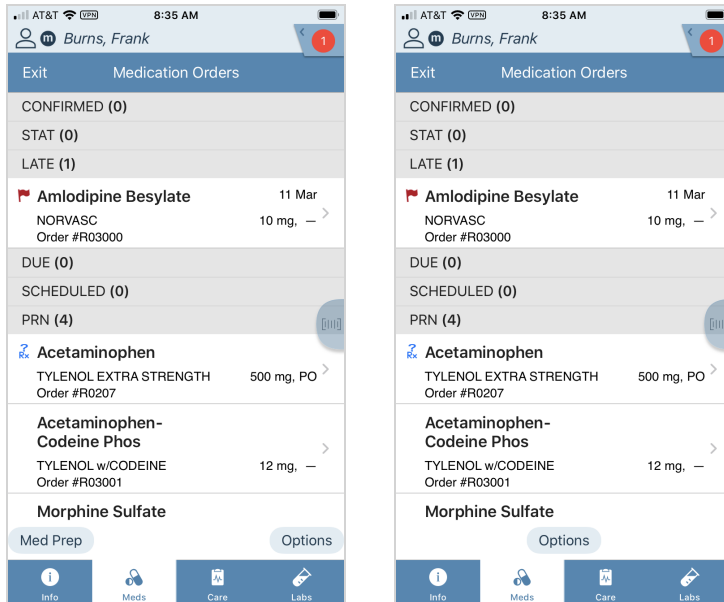 AT&T VPN 8:35 AM
m Burns, Frank 1
Exit Medication Orders
CONFIRMED (0)
STAT (0)
LATE (1)
Amlodipine Besylate 11 Mar
NORVASC 10 mg, —
Order #R03000
DUE (0)
SCHEDULED (0)
PRN (4)
? Rx Acetaminophen
TYLENOL EXTRA STRENGTH 500 mg, PO
Order #R0207
Acetaminophen-
Codeine Phos
TYLENOL w/CODEINE 12 mg, —
Order #R03001
Morphine Sulfate
Med Prep Options
Info Meds Care Labs
AT&T VPN 8:35 AM
m Burns, Frank 1
Exit Medication Orders
CONFIRMED (0)
STAT (0)
LATE (1)
Amlodipine Besylate 11 Mar
NORVASC 10 mg, —
Order #R03000
DUE (0)
SCHEDULED (0)
PRN (4)
? Rx Acetaminophen
TYLENOL EXTRA STRENGTH 500 mg, PO
Order #R0207
Acetaminophen-
Codeine Phos
TYLENOL w/CODEINE 12 mg, —
Order #R03001
Morphine Sulfate
Options
Info Meds Care Labs